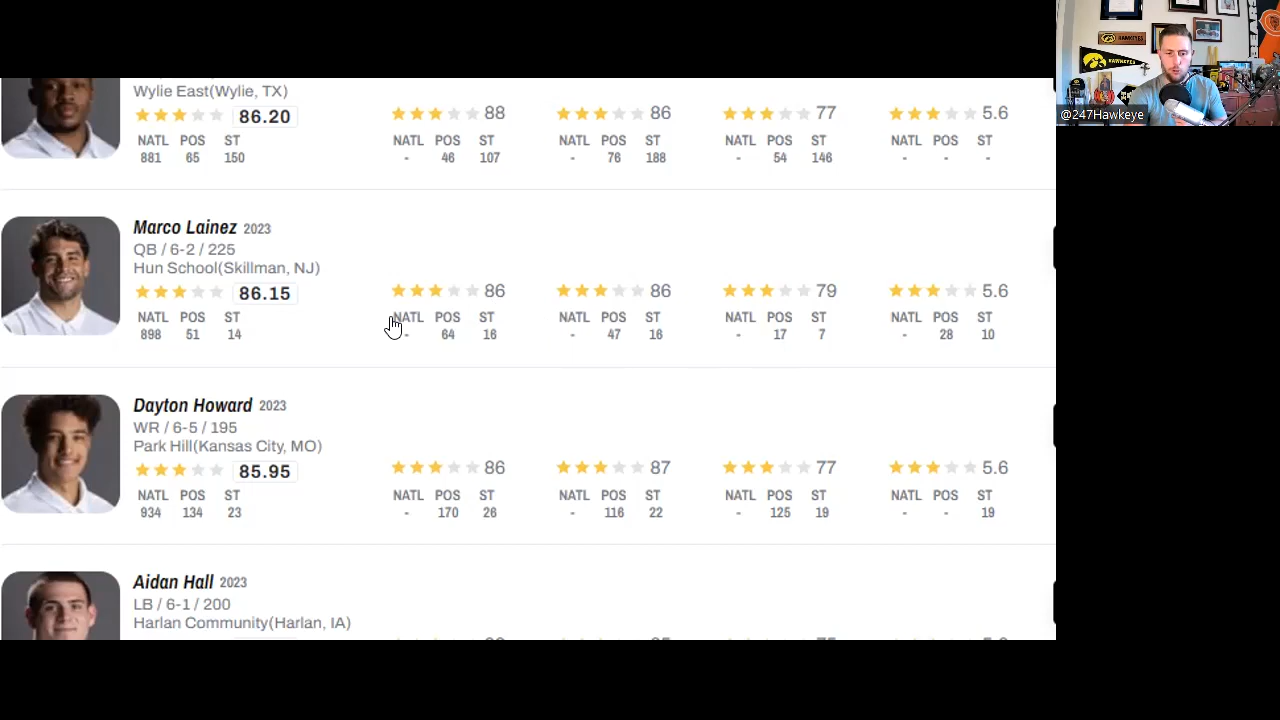 Wylie East(Wylie, TX)
86.20 88 86 77 5.6
NATL POS ST NATL POS ST NATL POS ST NATL POS ST NATL POS ST
881 65 150 - 46 107 - 76 188 - 54 146 - - -
Marco Lainez 2023
QB / 6-2 / 225
Hun School(Skillman, NJ)
86.15 86 86 79 5.6
NATL POS ST NATL POS ST NATL POS ST NATL POS ST NATL POS ST
898 51 14 - 64 16 - 47 16 - 17 7 - 28 10
Dayton Howard 2023
WR / 6-5 / 195
Park Hill(Kansas City, MO)
85.95 86 87 77 5.6
NATL POS ST NATL POS ST NATL POS ST NATL POS ST NATL POS ST
934 134 23 - 170 26 - 116 22 - 125 19 - - 19
Aidan Hall 2023
LB / 6-1 / 200
Harlan Community(Harlan, IA)
HAWKEYES
HAWKEYES
@247Hawkeye